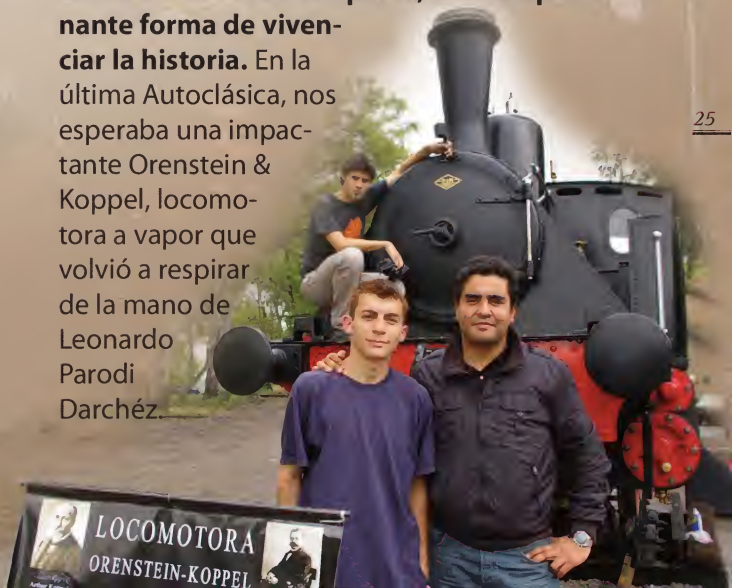 nante forma de viven-
ciar la historia. En la
última Autoclásica, nos
esperaba una impac-
tante Orenstein &
Koppel, locomo-
tora a vapor que
volvió a respirar
de la mano de
Leonardo
Parodi
Darchéz.
25
LOCOMOTORA
ORENSTEIN-KOPPEL